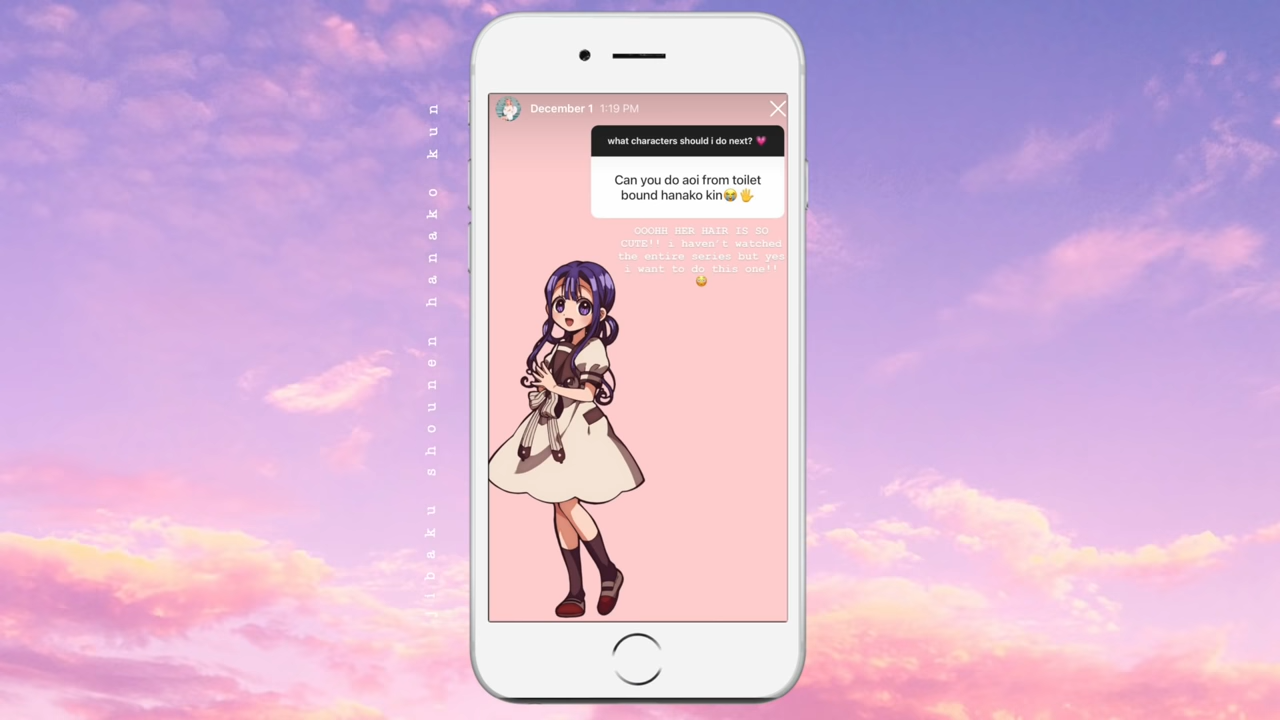 jibaku shounen hanako kun
December 1 1:19 PM
what characters should i do next? 💗
Can you do aoi from toilet
bound hanako kin😭🖐
OOOHH HER HAIR IS SO
CUTE!! i haven't watched
the entire series but yes
i want to do this one!!
😳